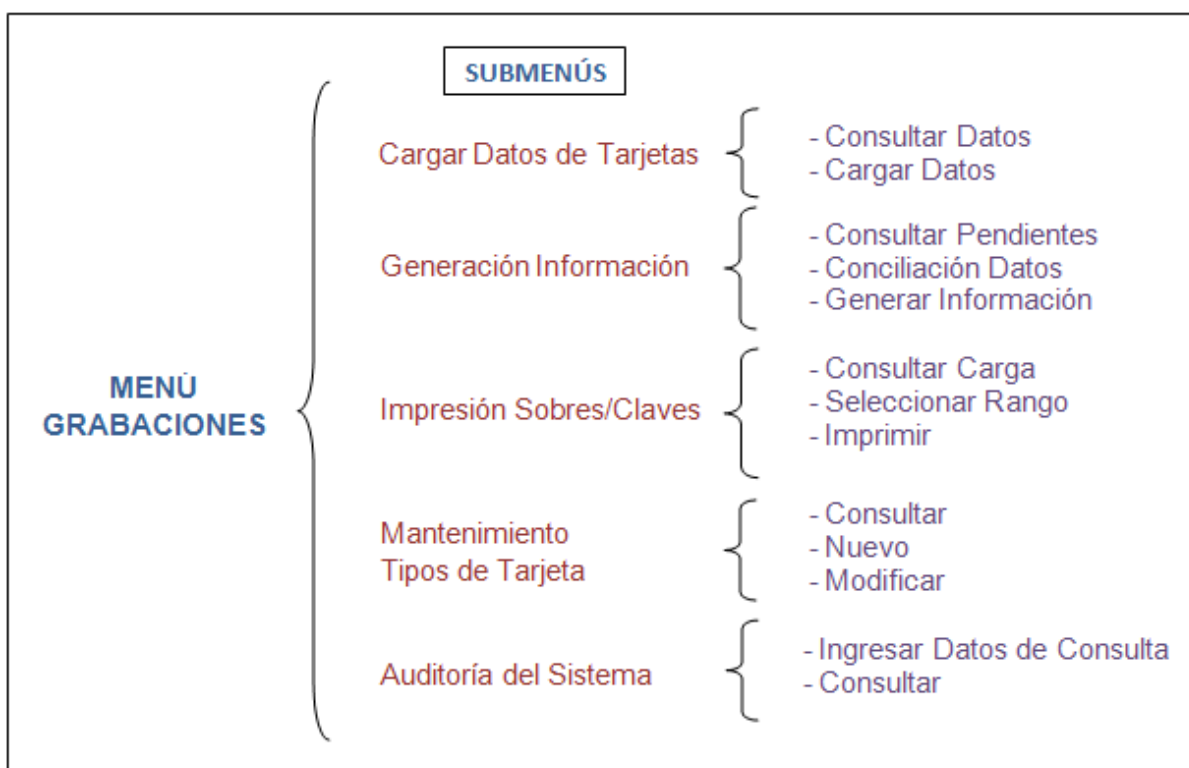 SUBMENÚS
MENÚ
GRABACIONES
Cargar Datos de Tarjetas
- Consultar Datos
- Cargar Datos
Generación Información
- Consultar Pendientes
- Conciliación Datos
- Generar Información
Impresión Sobres/Claves
- Consultar Carga
- Seleccionar Rango
- Imprimir
Mantenimiento
Tipos de Tarjeta
- Consultar
- Nuevo
- Modificar
Auditoría del Sistema
- Ingresar Datos de Consulta
- Consultar